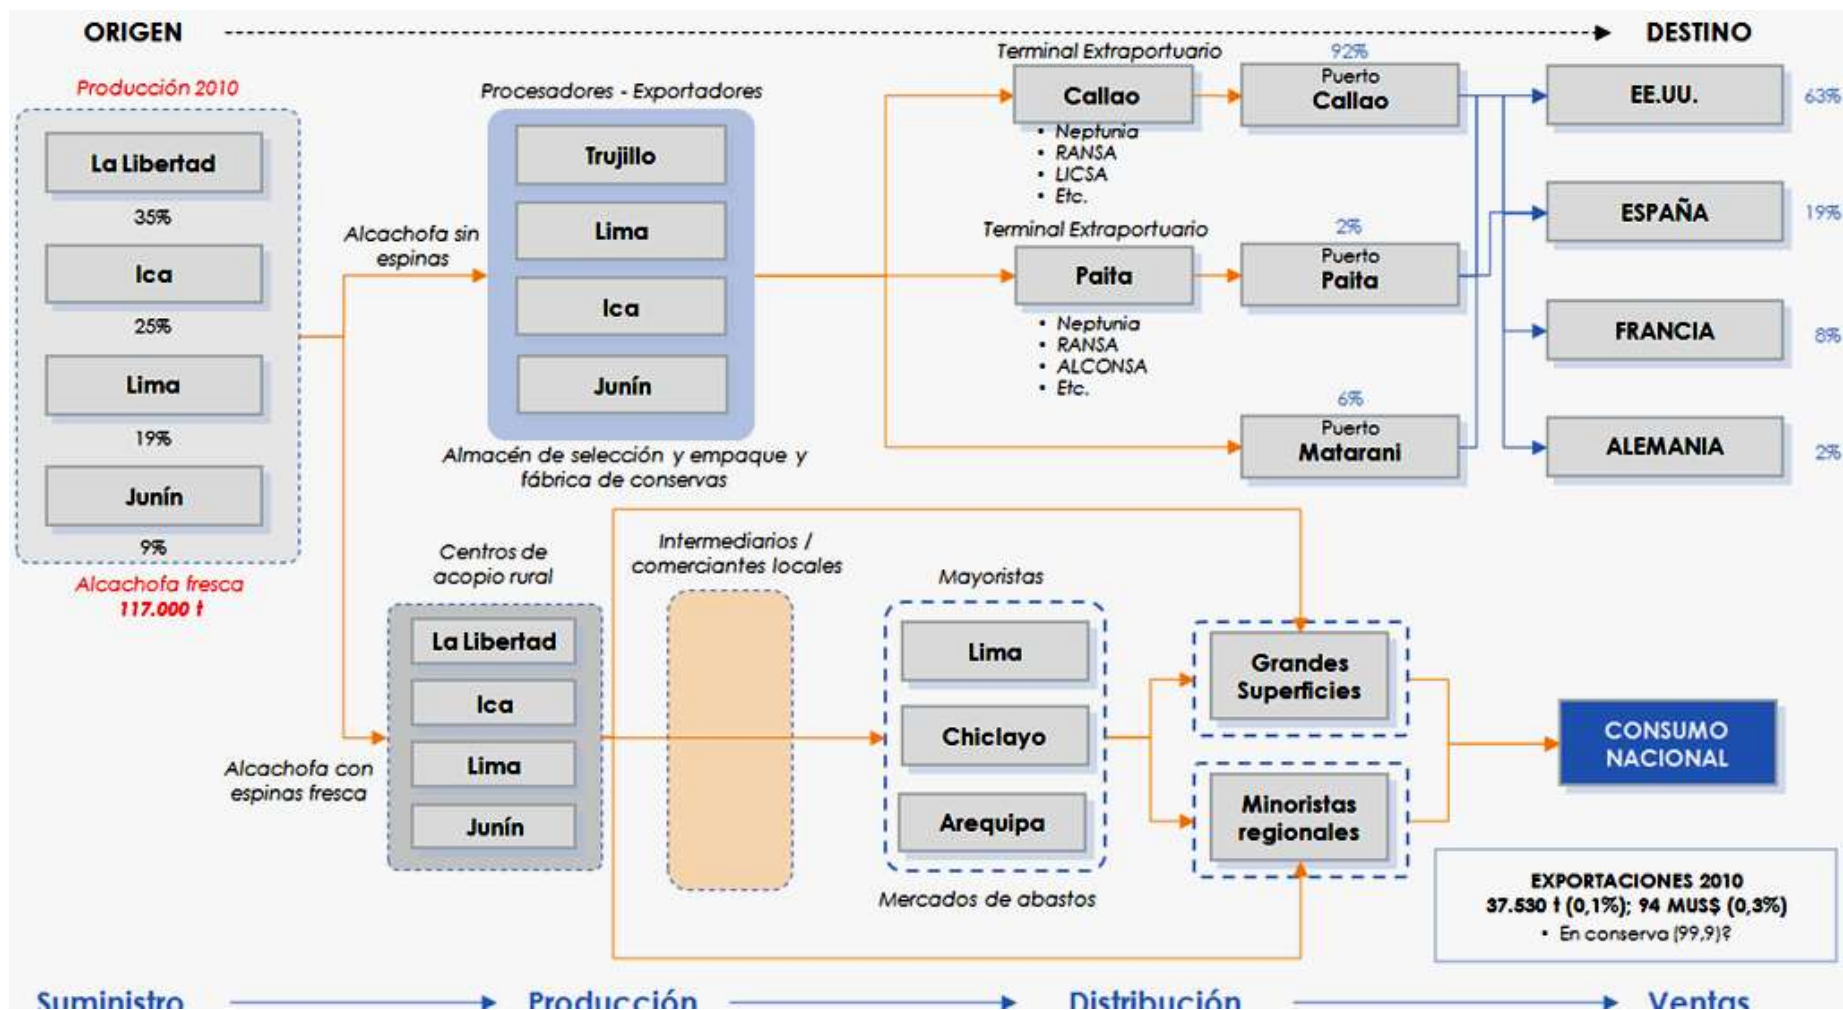 ORIGEN
DESTINO
Producción 2010
La Libertad
35%
Ica
25%
Lima
19%
Junín
9%
Alcachofa fresca
117.000 t
Alcachofa sin
espinas
Procesadores - Exportadores
Trujillo
Lima
Ica
Junín
Almacén de selección y empaque y
fábrica de conservas
Terminal Extraportuario
Callao
• Neptunia
• RANSA
• LICSA
• Etc.
92%
Puerto
Callao
Terminal Extraportuario
Paita
• Neptunia
• RANSA
• ALCONSA
• Etc.
2%
Puerto
Paita
6%
Puerto
Matarani
EE.UU.
63%
ESPAÑA
19%
FRANCIA
8%
ALEMANIA
2%
Alcachofa con
espinas fresca
Centros de
acopio rural
La Libertad
Ica
Lima
Junín
Intermediarios /
comerciantes locales
Mayoristas
Lima
Chiclayo
Arequipa
Mercados de abastos
Grandes
Superficies
Minoristas
regionales
CONSUMO
NACIONAL
EXPORTACIONES 2010
37.530 t (0,1%); 94 MUS$ (0,3%)
• En conserva (99,9)?
Suministro
Producción
Distribución
Ventas